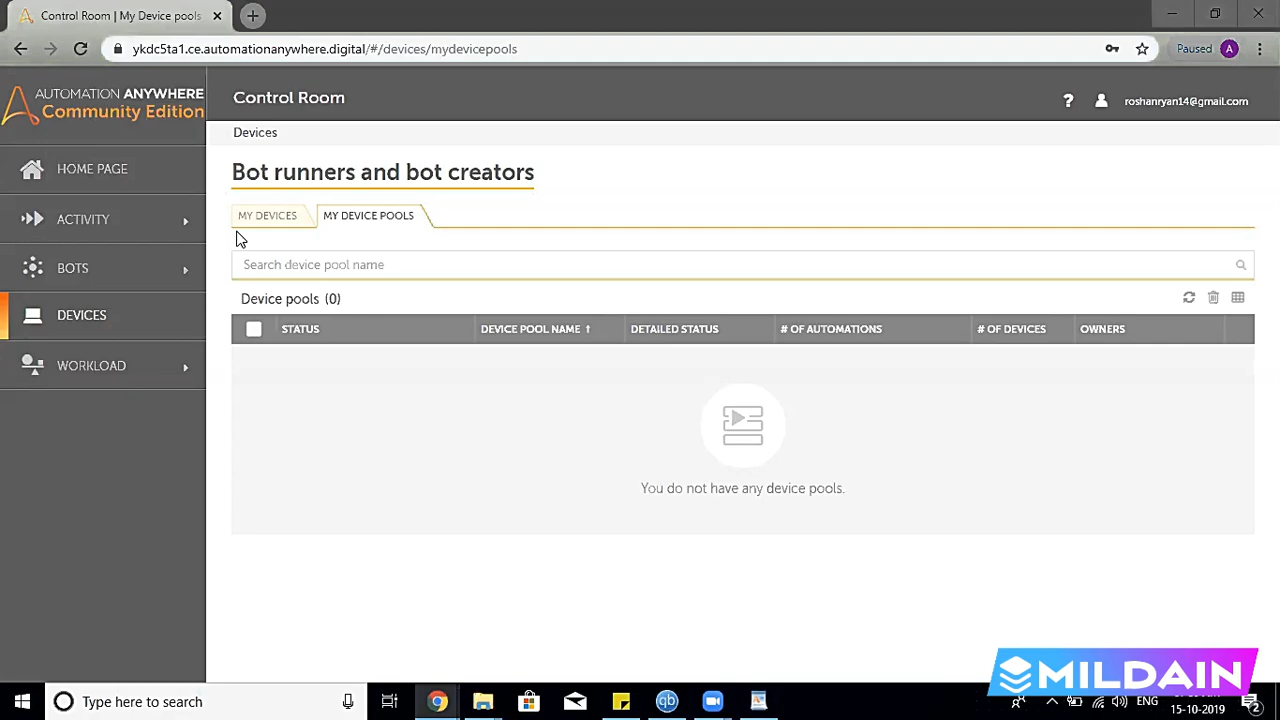 Control Room | My Device pools
ykdc5ta1.ce.automationanywhere.digital/#/devices/mydevicepools
Paused
A
AUTOMATION ANYWHERE
Community Edition
Control Room
roshanryan14@gmail.com
Devices
HOME PAGE
ACTIVITY
BOTS
DEVICES
WORKLOAD
Bot runners and bot creators
MY DEVICES
MY DEVICE POOLS
Search device pool name
Device pools (0)
STATUS
DEVICE POOL NAME
DETAILED STATUS
# OF AUTOMATIONS
# OF DEVICES
OWNERS
You do not have any device pools.
MILDAIN
Type here to search
qb
ENG
15-10-2019
2